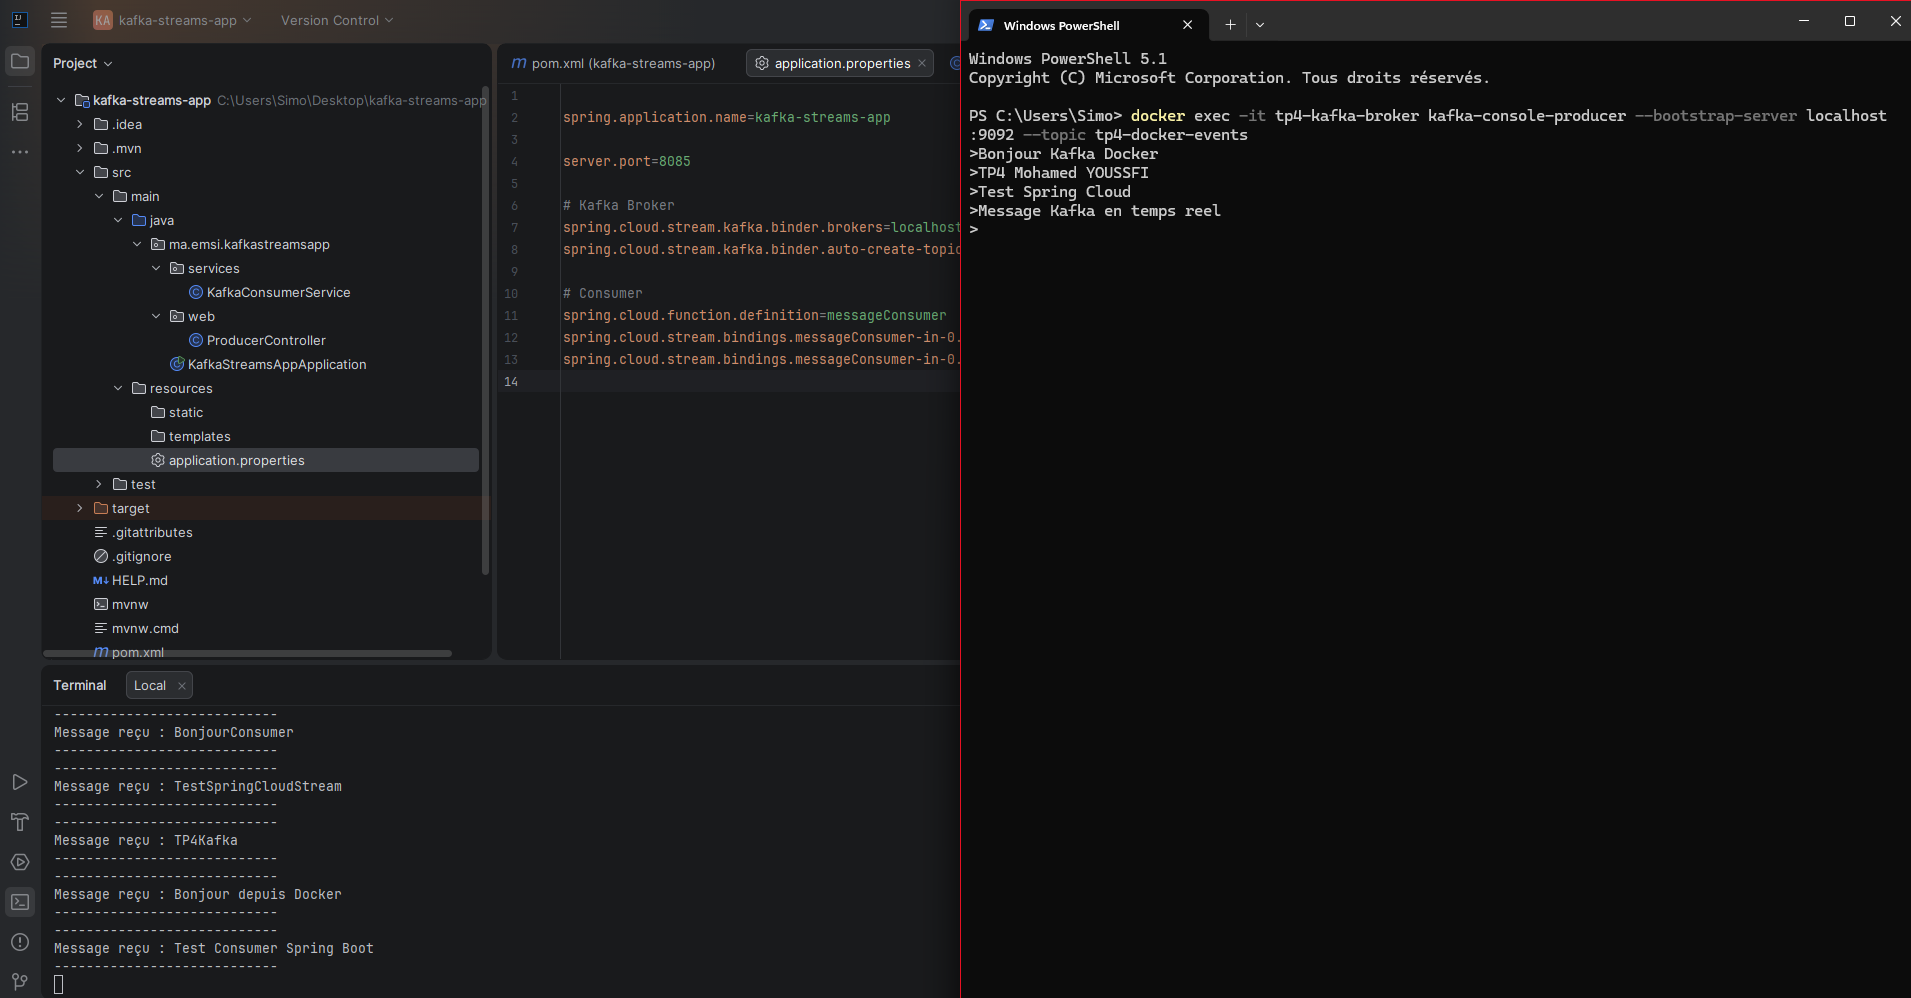 KA kafka-streams-app Version Control
Project
kafka-streams-app C:\Users\Simo\Desktop\kafka-streams-app
.idea
.mvn
src
main
java
ma.emsi.kafkastreamsapp
services
KafkaConsumerService
web
ProducerController
KafkaStreamsAppApplication
resources
static
templates
application.properties
test
target
.gitattributes
.gitignore
HELP.md
mvnw
mvnw.cmd
pom.xml
pom.xml (kafka-streams-app) application.properties
1
2 spring.application.name=kafka-streams-app
3
4 server.port=8085
5
6 # Kafka Broker
7 spring.cloud.stream.kafka.binder.brokers=localhost
8 spring.cloud.stream.kafka.binder.auto-create-topic
9
10 # Consumer
11 spring.cloud.function.definition=messageConsumer
12 spring.cloud.stream.bindings.messageConsumer-in-0.
13 spring.cloud.stream.bindings.messageConsumer-in-0.
14
Terminal Local
----------------------------
Message reçu : BonjourConsumer
----------------------------
----------------------------
Message reçu : TestSpringCloudStream
----------------------------
----------------------------
Message reçu : TP4Kafka
----------------------------
----------------------------
Message reçu : Bonjour depuis Docker
----------------------------
----------------------------
Message reçu : Test Consumer Spring Boot
----------------------------
Windows PowerShell
Windows PowerShell 5.1
Copyright (C) Microsoft Corporation. Tous droits réservés.
PS C:\Users\Simo> docker exec -it tp4-kafka-broker kafka-console-producer --bootstrap-server localhost
:9092 --topic tp4-docker-events
>Bonjour Kafka Docker
>TP4 Mohamed YOUSSFI
>Test Spring Cloud
>Message Kafka en temps reel
>